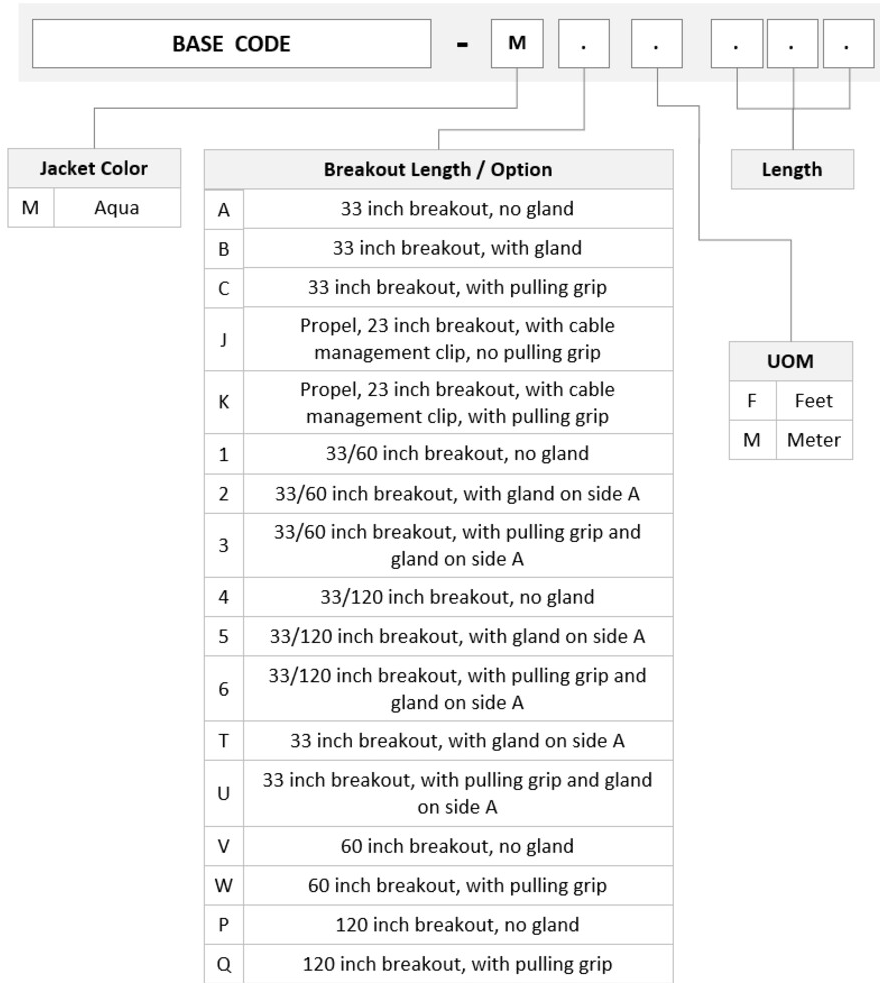 BASE CODE - M . . . . .
Jacket Color
M Aqua
Breakout Length / Option
A 33 inch breakout, no gland
B 33 inch breakout, with gland
C 33 inch breakout, with pulling grip
J Propel, 23 inch breakout, with cable
management clip, no pulling grip
K Propel, 23 inch breakout, with cable
management clip, with pulling grip
1 33/60 inch breakout, no gland
2 33/60 inch breakout, with gland on side A
3 33/60 inch breakout, with pulling grip and
gland on side A
4 33/120 inch breakout, no gland
5 33/120 inch breakout, with gland on side A
6 33/120 inch breakout, with pulling grip and
gland on side A
T 33 inch breakout, with gland on side A
U 33 inch breakout, with pulling grip and gland
on side A
V 60 inch breakout, no gland
W 60 inch breakout, with pulling grip
P 120 inch breakout, no gland
Q 120 inch breakout, with pulling grip
Length
UOM
F Feet
M Meter